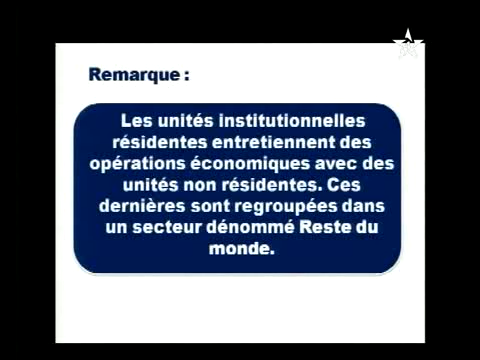 Remarque :
Les unités institutionnelles
résidentes entretiennent des
opérations économiques avec des
unités non résidentes. Ces
dernières sont regroupées dans
un secteur dénommé Reste du
monde.